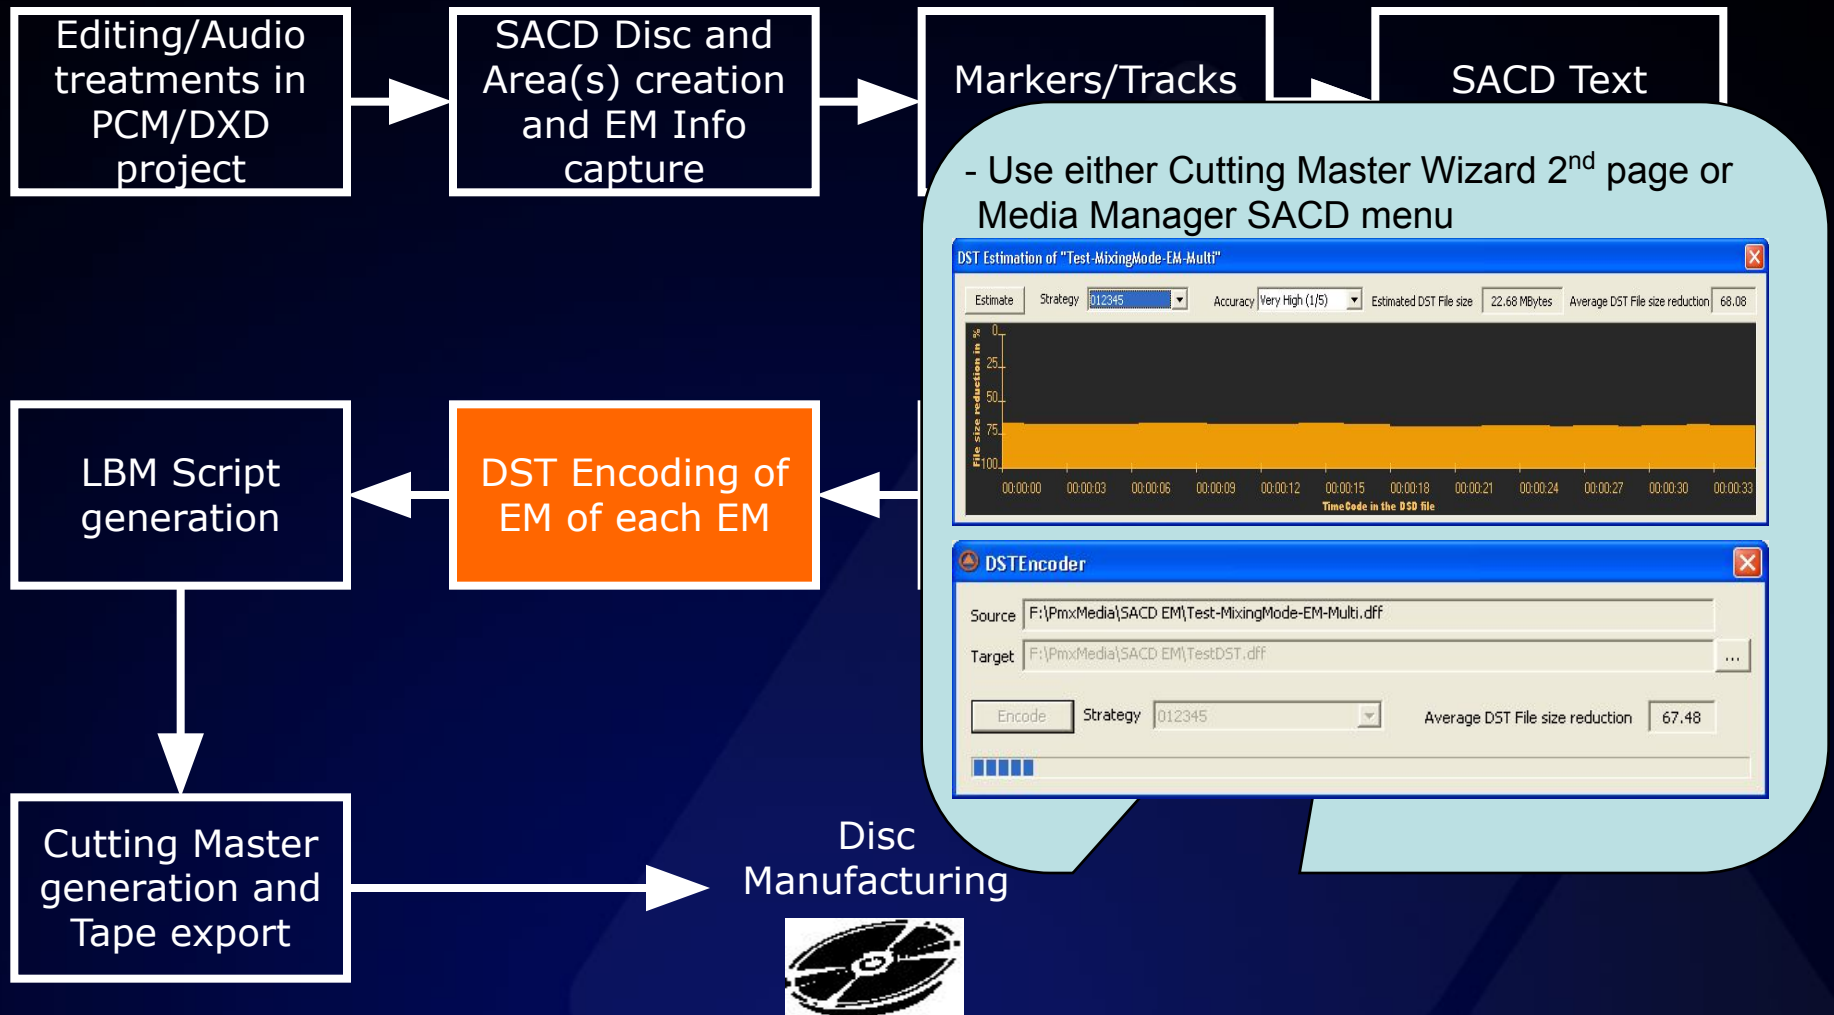 Editing/Audio
treatments in
PCM/DXD
project
SACD Disc and
Area(s) creation
and EM Info
capture
Markers/Tracks
SACD Text
- Use either Cutting Master Wizard 2nd page or
Media Manager SACD menu
DST Estimation of "Test-MixingMode-EM-Multi"
Estimate Strategy 012345 Accuracy Very High (1/5) Estimated DST File size 22.68 MBytes Average DST File size reduction 68.08
File size reduction in %
0
25
50
75
100
00:00:00 00:00:03 00:00:06 00:00:09 00:00:12 00:00:15 00:00:18 00:00:21 00:00:24 00:00:27 00:00:30 00:00:33
TimeCode in the DSD file
DSTEncoder
Source F:\PmxMedia\SACD EM\Test-MixingMode-EM-Multi.dff
Target F:\PmxMedia\SACD EM\TestDST.dff ...
Encode Strategy 012345 Average DST File size reduction 67.48
LBM Script
generation
DST Encoding of
EM of each EM
Cutting Master
generation and
Tape export
Disc
Manufacturing